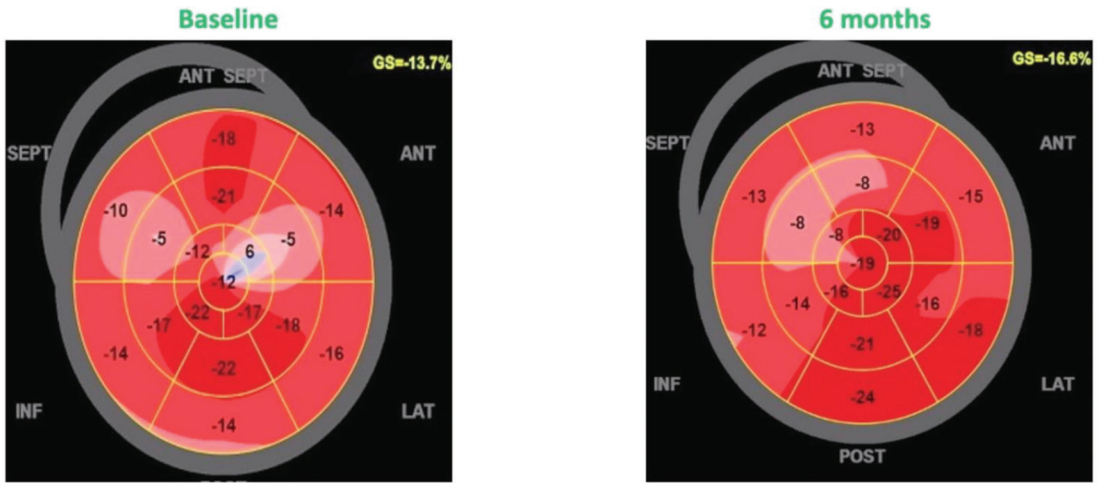 Baseline
GS=-13.7%
ANT SEPT
SEPT
ANT
-18
-21
-10
-14
-5
-5
-12
6
-12
-22
-17
-17
-18
-14
-16
-22
-14
INF
LAT
6 months
GS=-16.6%
ANT SEPT
SEPT
ANT
-13
-8
-13
-15
-8
-19
-8
-20
-19
-16
-25
-14
-16
-12
-18
-21
-24
INF
LAT
POST